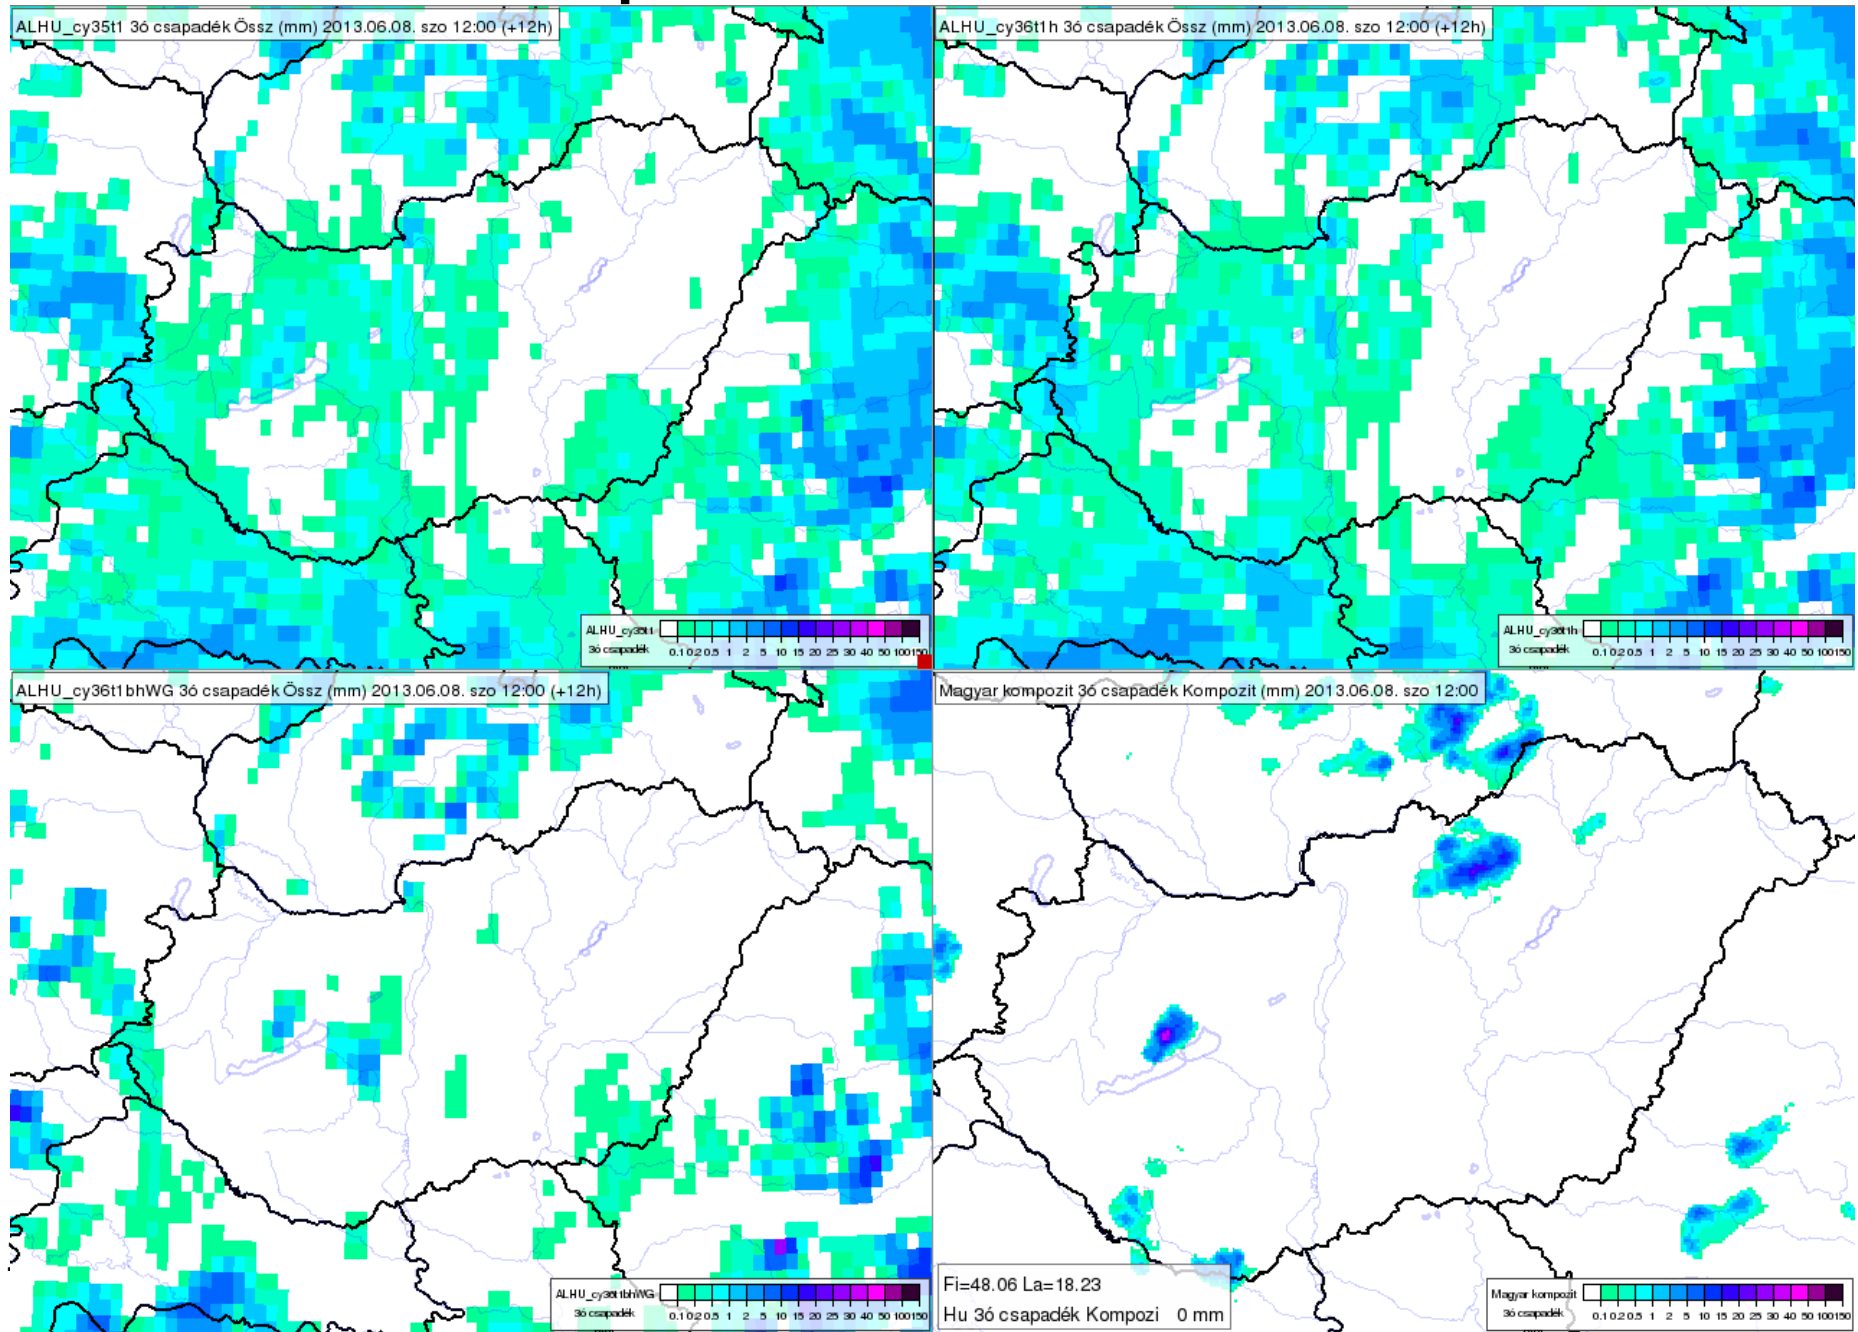 ALHU_cy35t1 3ó csapadék Össz (mm) 2013.06.08. szo 12:00 (+12h)
ALHU_cy36t1h 3ó csapadék Össz (mm) 2013.06.08. szo 12:00 (+12h)
ALHU_cy35t1
3ó csapadék
0.1 0.2 0.5 1 2 5 10 15 20 25 30 40 50 100 150
ALHU_cy36t1h
3ó csapadék
0.1 0.2 0.5 1 2 5 10 15 20 25 30 40 50 100 150
ALHU_cy36t1bhWG 3ó csapadék Össz (mm) 2013.06.08. szo 12:00 (+12h)
Magyar kompozit 3ó csapadék Kompozit (mm) 2013.06.08. szo 12:00
ALHU_cy36t1bhWG
3ó csapadék
0.1 0.2 0.5 1 2 5 10 15 20 25 30 40 50 100 150
Fi=48.06 La=18.23
Hu 3ó csapadék Kompozi 0 mm
Magyar kompozit
3ó csapadék
0.1 0.2 0.5 1 2 5 10 15 20 25 30 40 50 100 150